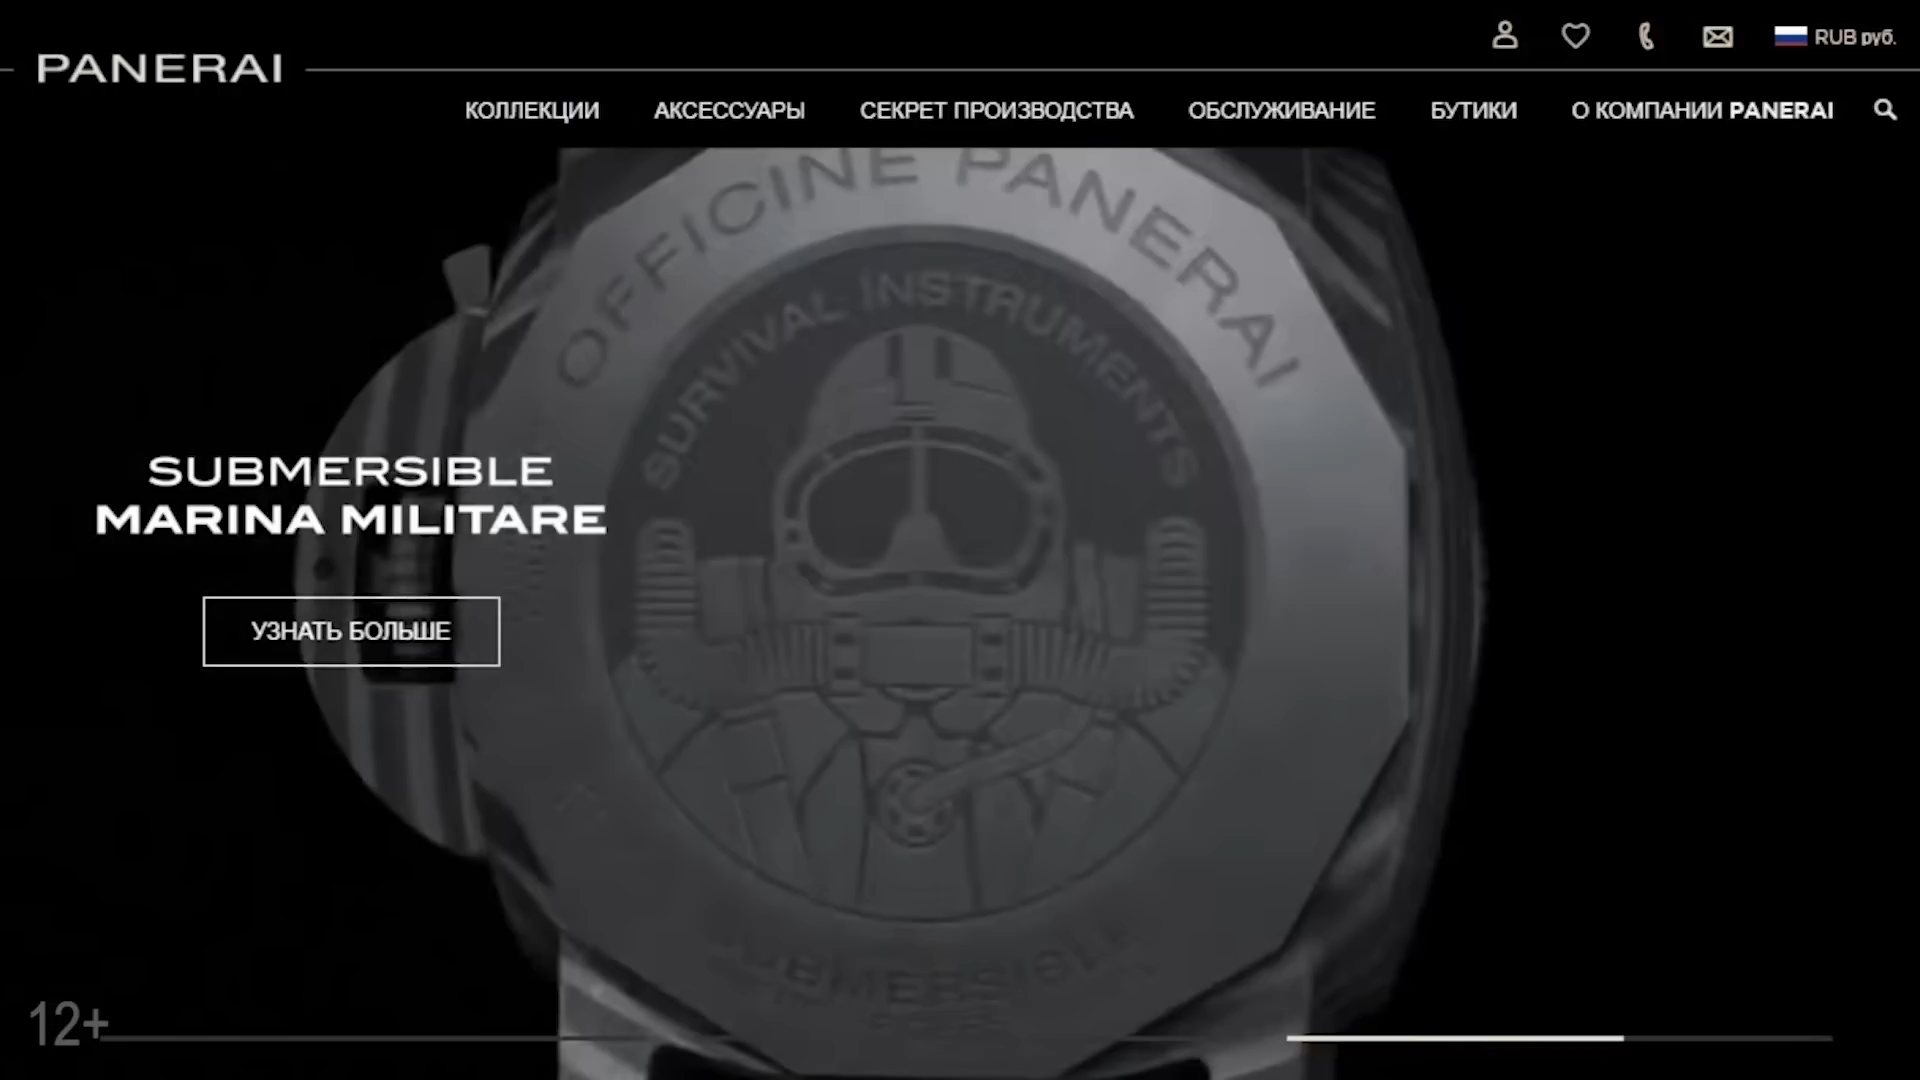 RUB руб.
PANERAI
КОЛЛЕКЦИИ АКСЕССУАРЫ СЕКРЕТ ПРОИЗВОДСТВА ОБСЛУЖИВАНИЕ БУТИКИ О КОМПАНИИ PANERAI
OFFICINE PANERAI
SURVIVAL INSTRUMENTS
SUBMERSIBLE
MARINA MILITARE
УЗНАТЬ БОЛЬШЕ
SUBMERSIBLE
12+